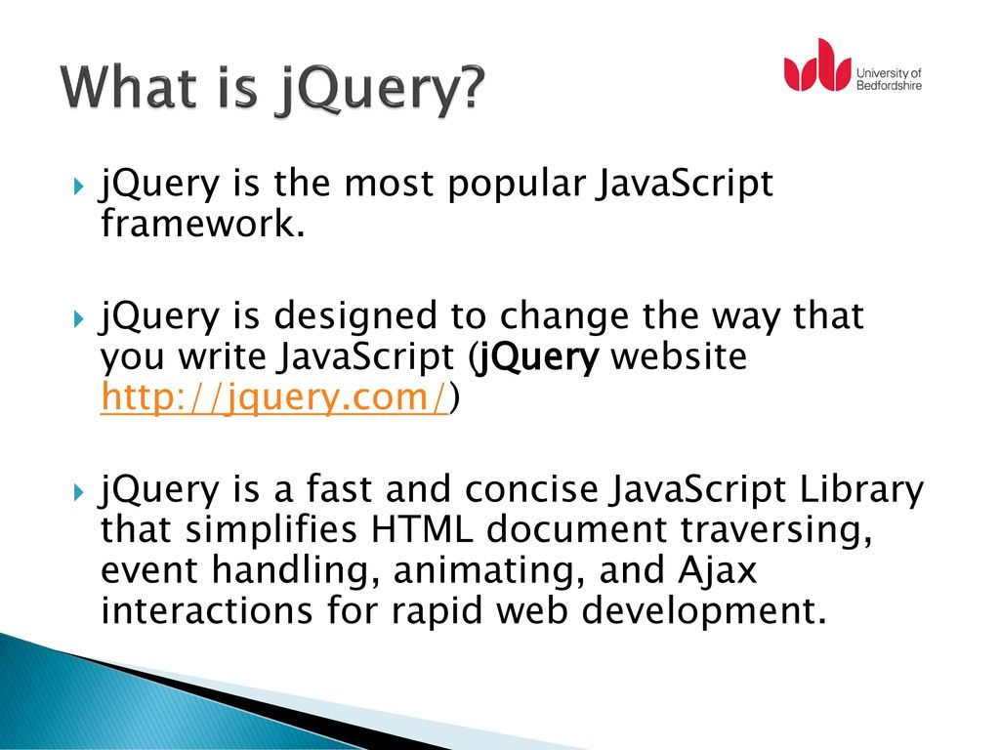 What is jQuery?
University of
Bedfordshire
jQuery is the most popular JavaScript
framework.
jQuery is designed to change the way that
you write JavaScript (jQuery website
http://jquery.com/)
jQuery is a fast and concise JavaScript Library
that simplifies HTML document traversing,
event handling, animating, and Ajax
interactions for rapid web development.